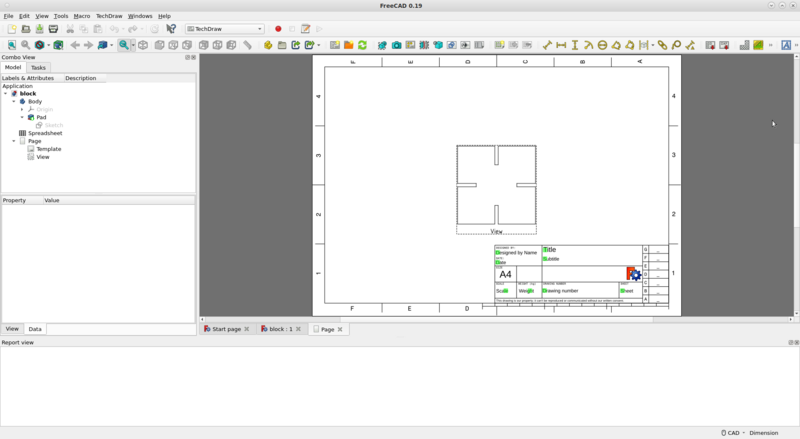 FreeCAD 0.19
File Edit View Tools Macro TechDraw Windows Help
TechDraw
Combo View
Model Tasks
Labels & Attributes Description
Application
block
Body
Origin
Pad
Sketch
Spreadsheet
Page
Template
View
Property Value
View Data
F E D C B A
4 4
3 3
2 2
1 1
View
Designed by Name
Date
A4
Title
Subtitle
Scale Weight Drawing number Sheet
G
F
E
D
C
B
A
F E D
Start page block : 1 Page
Report view
CAD Dimension